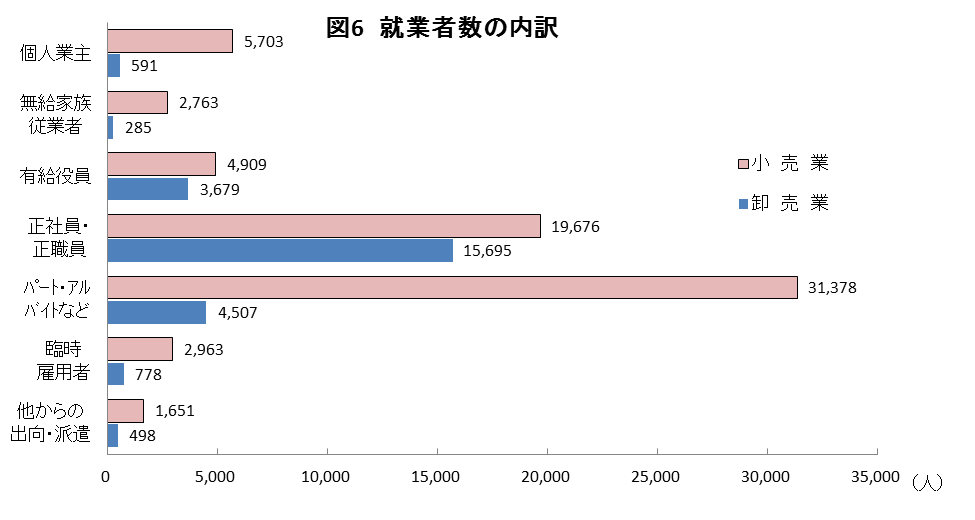 図6 就業者数の内訳
個人業主
5,703
591
無給家族
従業者
2,763
285
有給役員
4,909
3,679
正社員・
正職員
19,676
15,695
ﾊﾟｰﾄ・ｱﾙ
ﾊﾞｲﾄなど
31,378
4,507
臨時
雇用者
2,963
778
他からの
出向・派遣
1,651
498
小 売 業
卸 売 業
0 5,000 10,000 15,000 20,000 25,000 30,000 35,000 (人)